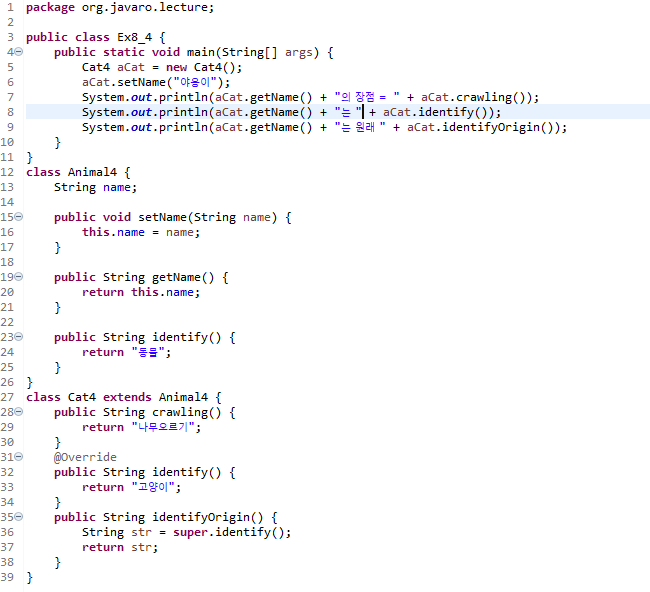 1 package org.javaro.lecture;
2
3 public class Ex8_4 {
4     public static void main(String[] args) {
5         Cat4 aCat = new Cat4();
6         aCat.setName("야옹이");
7         System.out.println(aCat.getName() + "의 장점 = " + aCat.crawling());
8         System.out.println(aCat.getName() + "는 " + aCat.identify());
9         System.out.println(aCat.getName() + "는 원래 " + aCat.identifyOrigin());
10     }
11 }
12 class Animal4 {
13     String name;
14
15     public void setName(String name) {
16         this.name = name;
17     }
18
19     public String getName() {
20         return this.name;
21     }
22
23     public String identify() {
24         return "동물";
25     }
26 }
27 class Cat4 extends Animal4 {
28     public String crawling() {
29         return "나무오르기";
30     }
31     @Override
32     public String identify() {
33         return "고양이";
34     }
35     public String identifyOrigin() {
36         String str = super.identify();
37         return str;
38     }
39 }